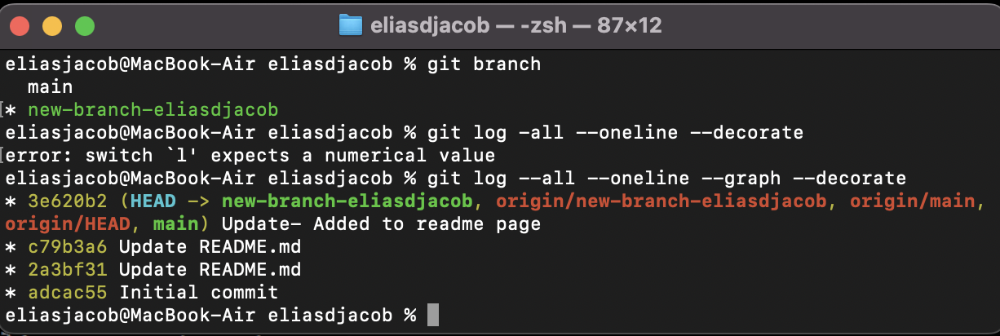 eliasdjacob — -zsh — 87×12
eliasjacob@MacBook-Air eliasdjacob % git branch
  main
* new-branch-eliasdjacob
eliasjacob@MacBook-Air eliasdjacob % git log -all --oneline --decorate
error: switch `l' expects a numerical value
eliasjacob@MacBook-Air eliasdjacob % git log --all --oneline --graph --decorate
* 3e620b2 (HEAD -> new-branch-eliasdjacob, origin/new-branch-eliasdjacob, origin/main,
origin/HEAD, main) Update- Added to readme page
* c79b3a6 Update README.md
* 2a3bf31 Update README.md
* adcac55 Initial commit
eliasjacob@MacBook-Air eliasdjacob %